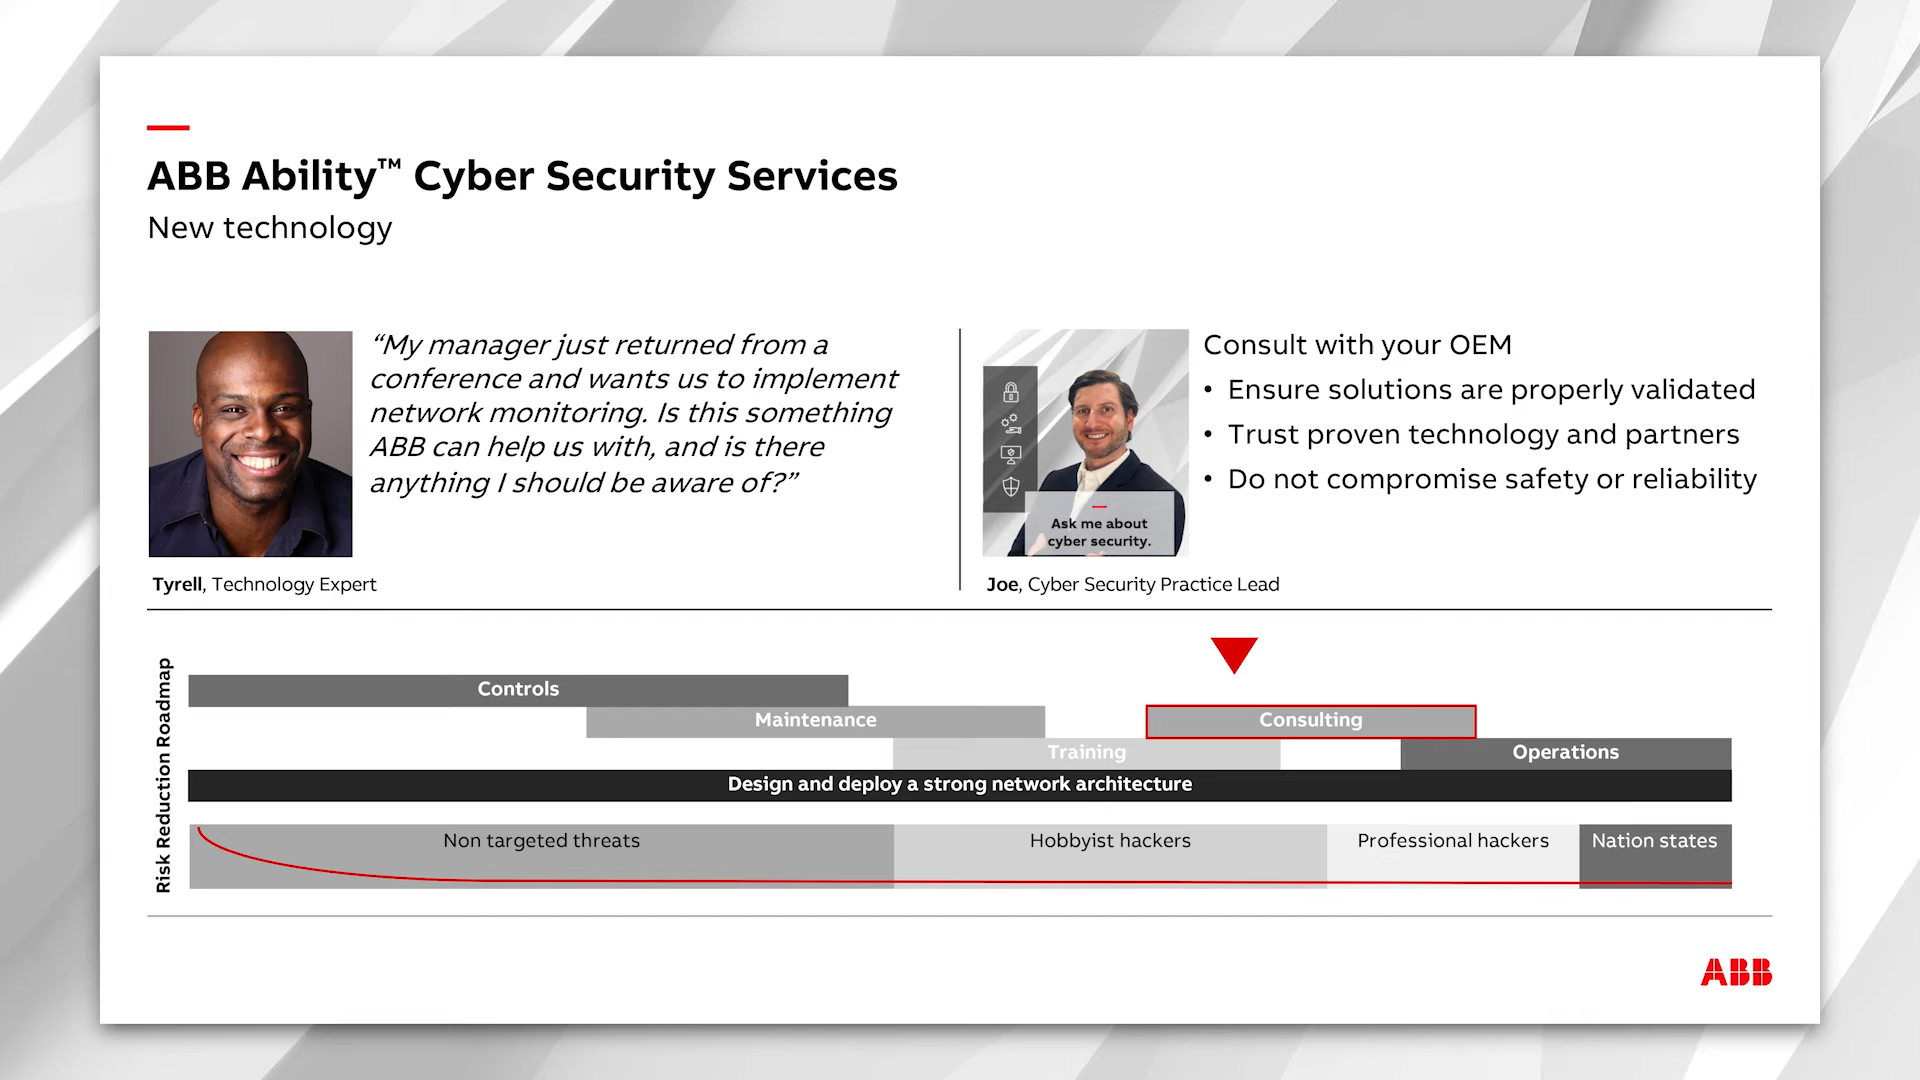 ABB Ability™ Cyber Security Services
New technology
“My manager just returned from a
conference and wants us to implement
network monitoring. Is this something
ABB can help us with, and is there
anything I should be aware of?”
Tyrell, Technology Expert
Ask me about
cyber security.
Joe, Cyber Security Practice Lead
Consult with your OEM
• Ensure solutions are properly validated
• Trust proven technology and partners
• Do not compromise safety or reliability
Risk Reduction Roadmap
Controls
Maintenance
Consulting
Training
Operations
Design and deploy a strong network architecture
Non targeted threats
Hobbyist hackers
Professional hackers
Nation states
ABB